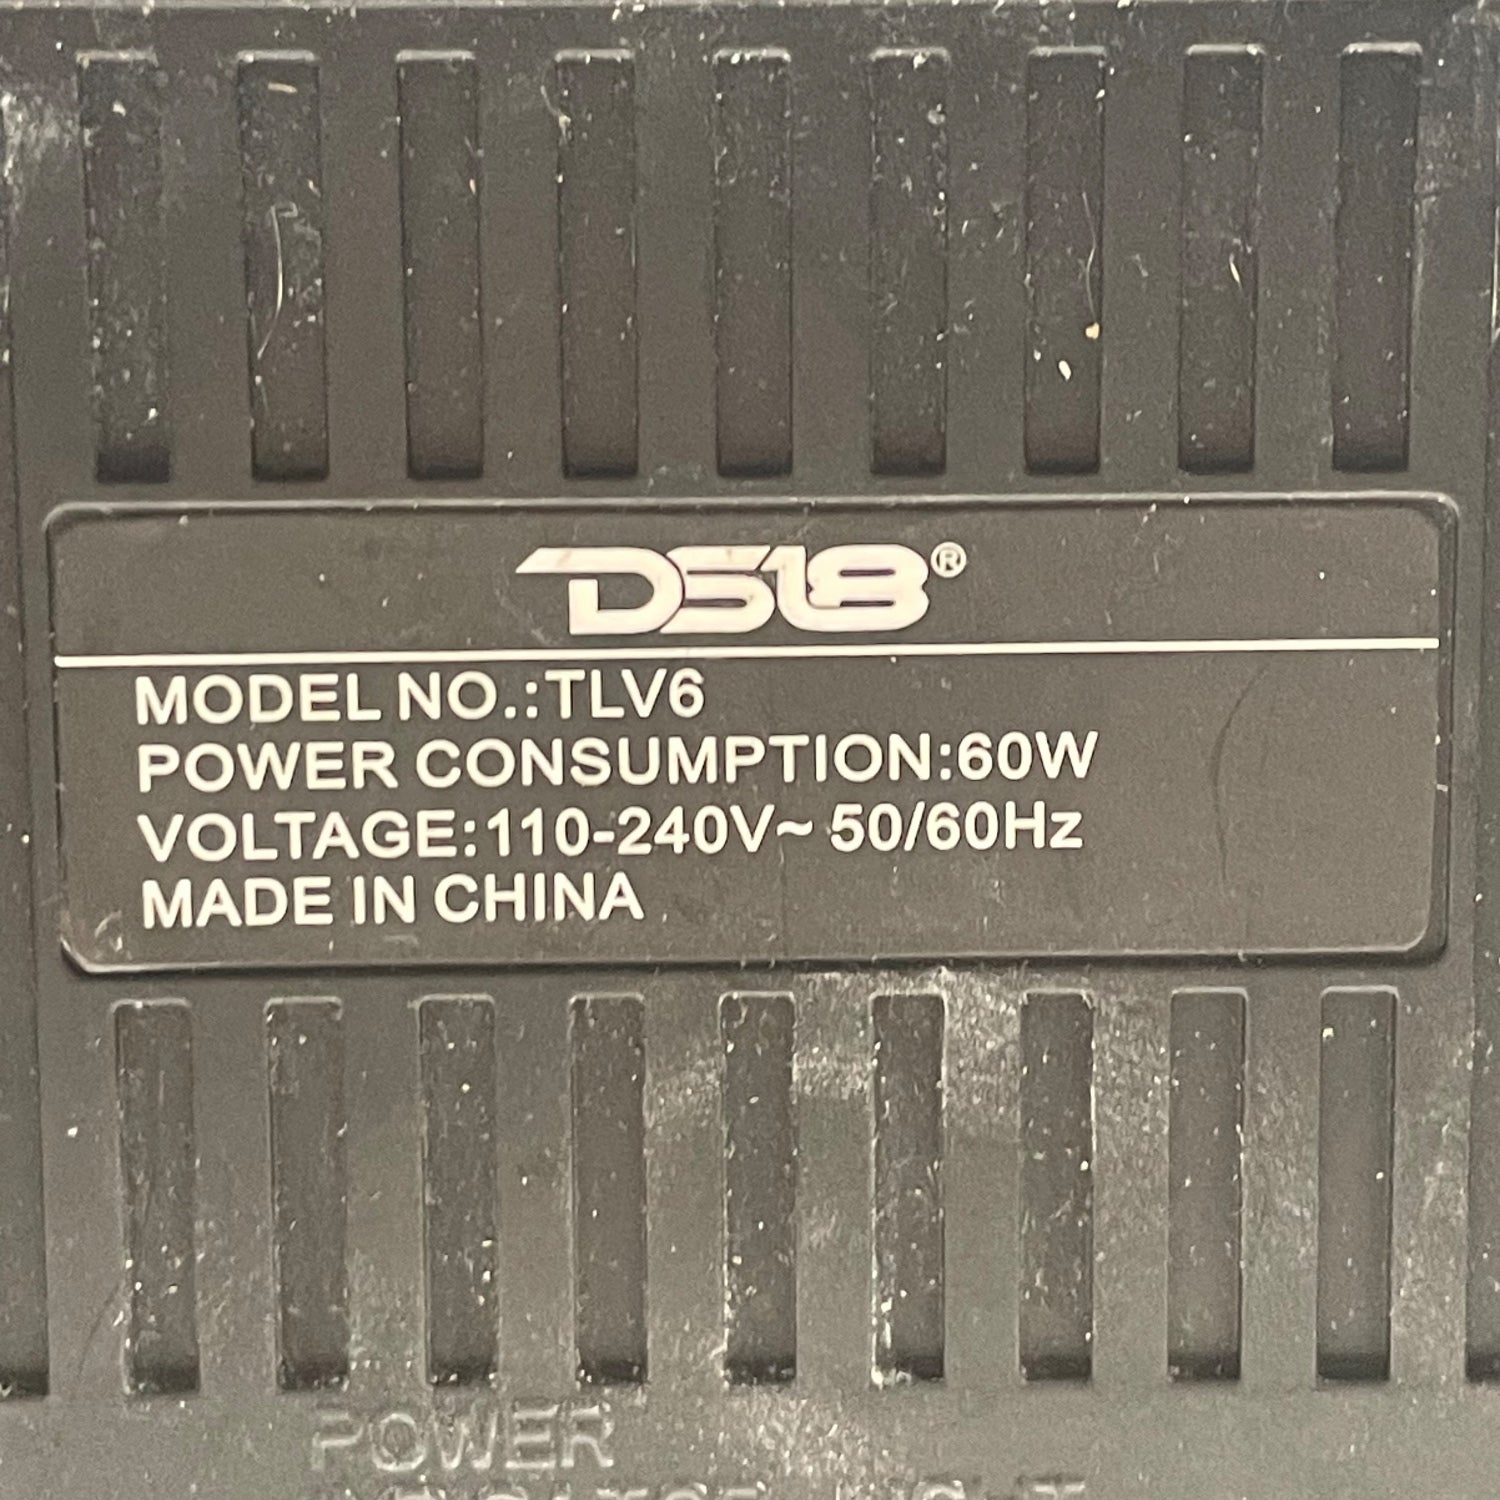 DS18®
MODEL NO.:TLV6
POWER CONSUMPTION:60W
VOLTAGE:110-240V~ 50/60Hz
MADE IN CHINA
POWER